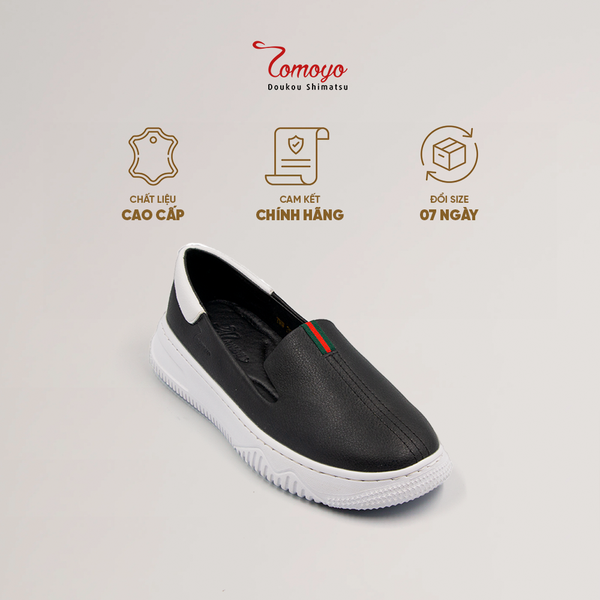 Tomoyo
Doukou Shimatsu
CHẤT LIỆU
CAO CẤP
CAM KẾT
CHÍNH HÃNG
ĐỔI SIZE
07 NGÀY